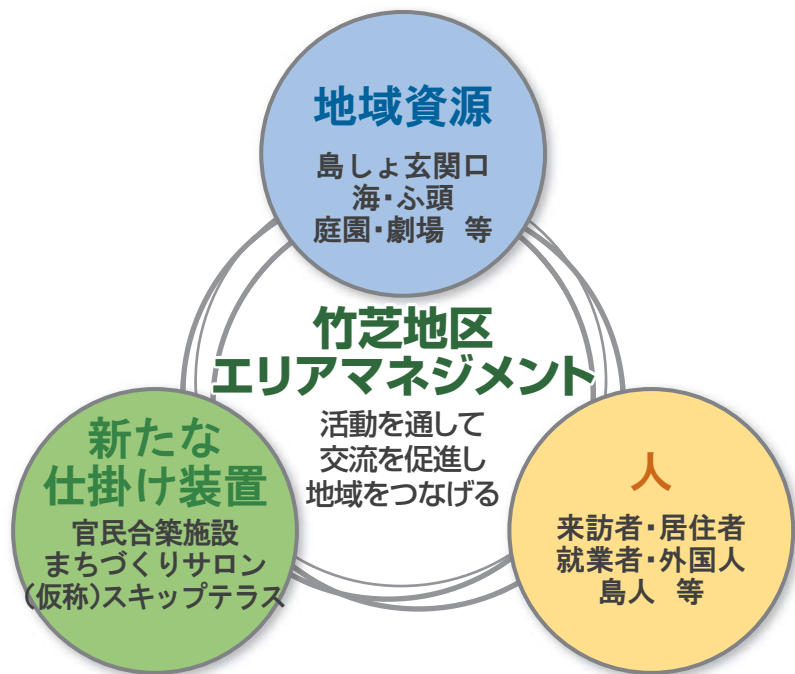 地域資源
島しょ玄関口
海・ふ頭
庭園・劇場 等
竹芝地区
エリアマネジメント
活動を通して
交流を促進し
地域をつなげる
新たな
仕掛け装置
官民合築施設
まちづくりサロン
(仮称)スキップテラス
人
来訪者・居住者
就業者・外国人
島人 等